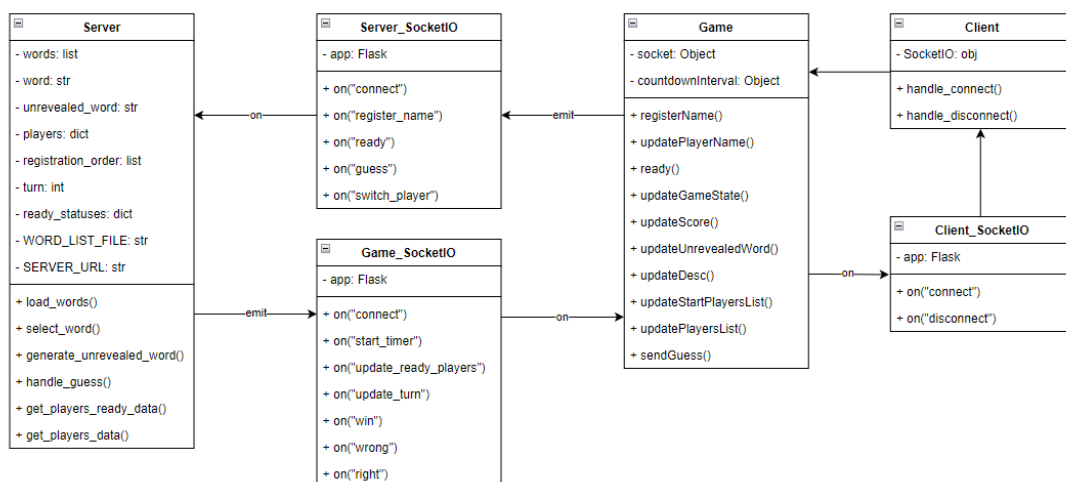 Server
- words: list
- word: str
- unrevealed_word: str
- players: dict
- registration_order: list
- turn: int
- ready_statuses: dict
- WORD_LIST_FILE: str
- SERVER_URL: str
+ load_words()
+ select_word()
+ generate_unrevealed_word()
+ handle_guess()
+ get_players_ready_data()
+ get_players_data()
on
emit
Server_SocketIO
- app: Flask
+ on("connect")
+ on("register_name")
+ on("ready")
+ on("guess")
+ on("switch_player")
Game_SocketIO
- app: Flask
+ on("connect")
+ on("start_timer")
+ on("update_ready_players")
+ on("update_turn")
+ on("win")
+ on("wrong")
+ on("right")
emit
on
Game
- socket: Object
- countdownInterval: Object
+ registerName()
+ updatePlayerName()
+ ready()
+ updateGameState()
+ updateScore()
+ updateUnrevealedWord()
+ updateDesc()
+ updateStartPlayersList()
+ updatePlayersList()
+ sendGuess()
on
Client
- SocketIO: obj
+ handle_connect()
+ handle_disconnect()
Client_SocketIO
- app: Flask
+ on("connect")
+ on("disconnect")